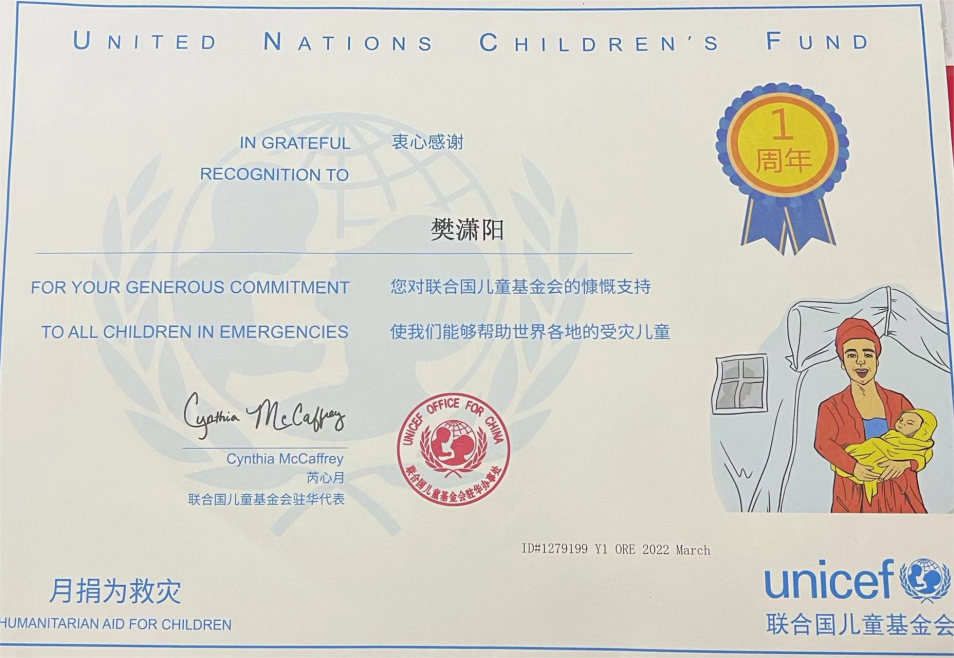 UNITED NATIONS CHILDREN'S FUND
1
周年
IN GRATEFUL 衷心感谢
RECOGNITION TO
樊潇阳
FOR YOUR GENEROUS COMMITMENT 您对联合国儿童基金会的慷慨支持
TO ALL CHILDREN IN EMERGENCIES 使我们能够帮助世界各地的受灾儿童
Cynthia McCaffrey
UNICEF OFFICE FOR CHINA
联合国儿童基金会驻华办事处
Cynthia McCaffrey
芮心月
联合国儿童基金会驻华代表
ID#1279199 Y1 ORE 2022 March
月捐为救灾
HUMANITARIAN AID FOR CHILDREN
unicef
联合国儿童基金会